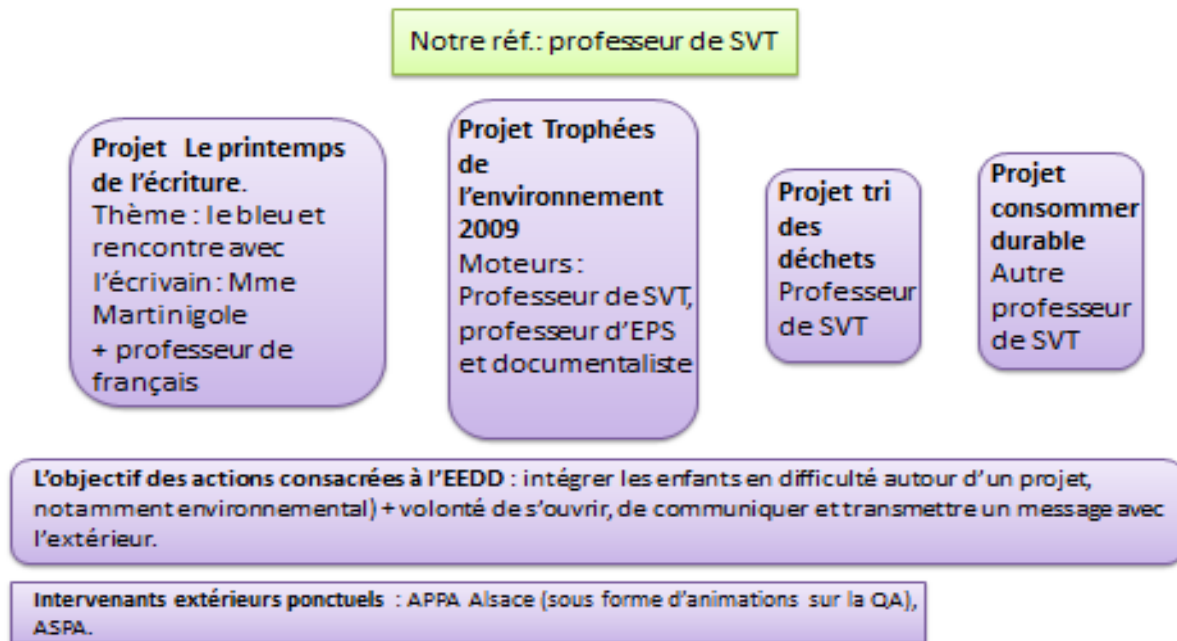 Notre réf.: professeur de SVT
Projet Le printemps
de l'écriture.
Thème : le bleu et
rencontre avec
l'écrivain : Mme
Martinigole
+ professeur de
français
Projet Trophées
de
l'environnement
2009
Moteurs :
Professeur de SVT,
professeur d'EPS
et documentaliste
Projet tri
des
déchets
Professeur
de SVT
Projet
consommer
durable
Autre
professeur
de SVT
L'objectif des actions consacrées à l'EEDD : intégrer les enfants en difficulté autour d'un projet,
notamment environnemental) + volonté de s'ouvrir, de communiquer et transmettre un message avec
l'extérieur.
Intervenants extérieurs ponctuels : APPA Alsace (sous forme d'animations sur la QA),
ASPA.